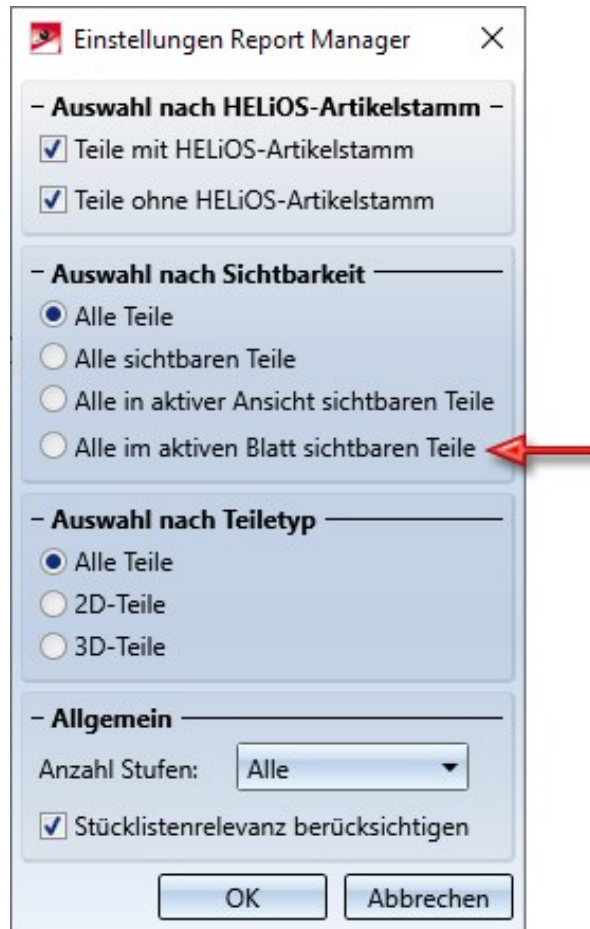 Einstellungen Report Manager
Auswahl nach HELiOS-Artikelstamm
Teile mit HELiOS-Artikelstamm
Teile ohne HELiOS-Artikelstamm
Auswahl nach Sichtbarkeit
Alle Teile
Alle sichtbaren Teile
Alle in aktiver Ansicht sichtbaren Teile
Alle im aktiven Blatt sichtbaren Teile
Auswahl nach Teiletyp
Alle Teile
2D-Teile
3D-Teile
Allgemein
Anzahl Stufen: Alle
Stücklistenrelevanz berücksichtigen
OK Abbrechen